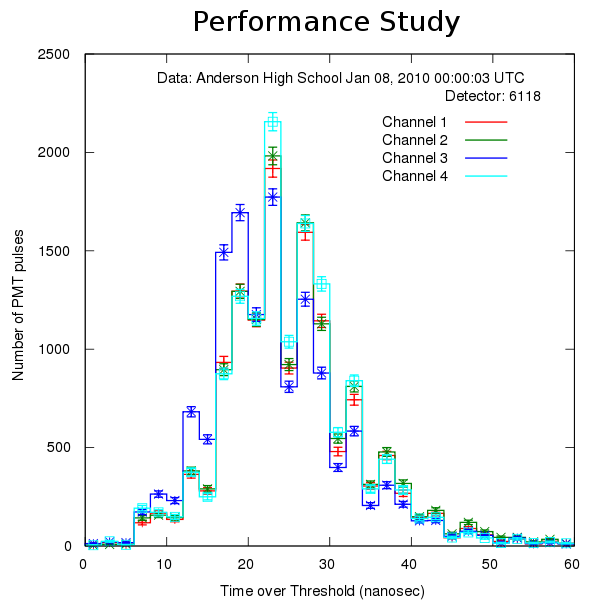 Performance Study
Data: Anderson High School Jan 08, 2010 00:00:03 UTC
Detector: 6118
Channel 1
Channel 2
Channel 3
Channel 4
Number of PMT pulses
2500
2000
1500
1000
500
0
0 10 20 30 40 50 60
Time over Threshold (nanosec)